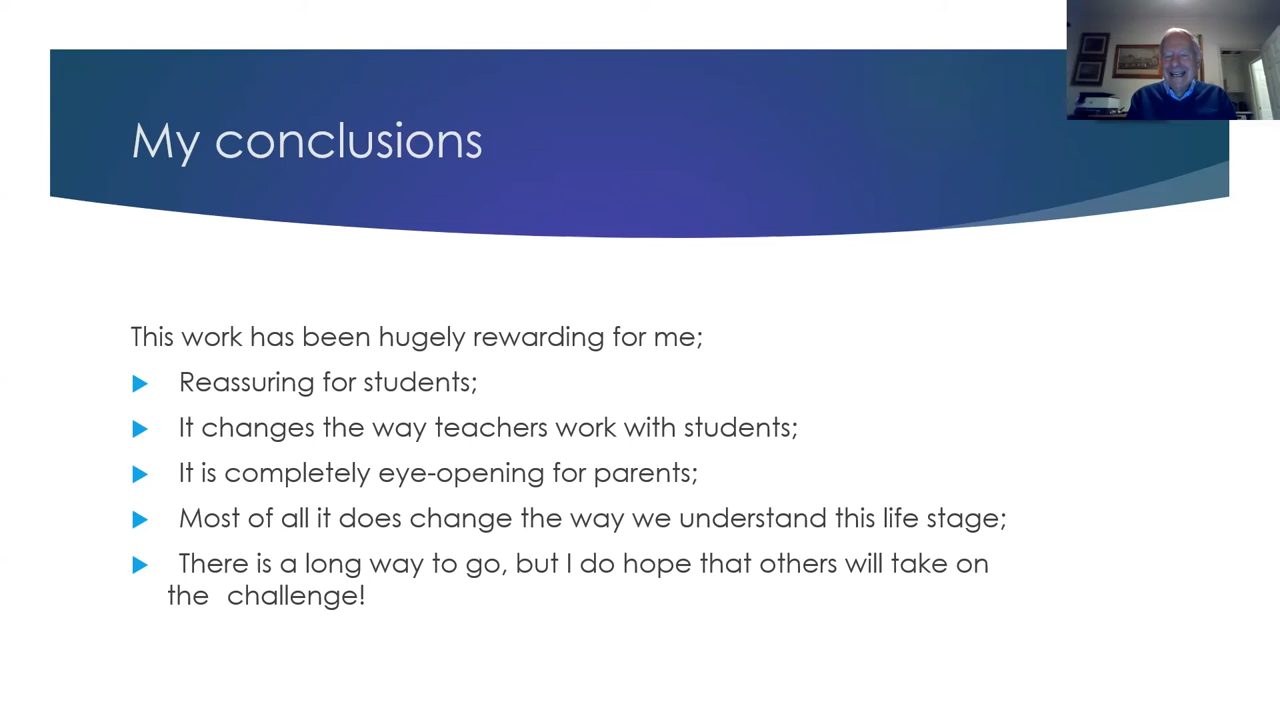 My conclusions
This work has been hugely rewarding for me;
Reassuring for students;
It changes the way teachers work with students;
It is completely eye-opening for parents;
Most of all it does change the way we understand this life stage;
There is a long way to go, but I do hope that others will take on
the challenge!